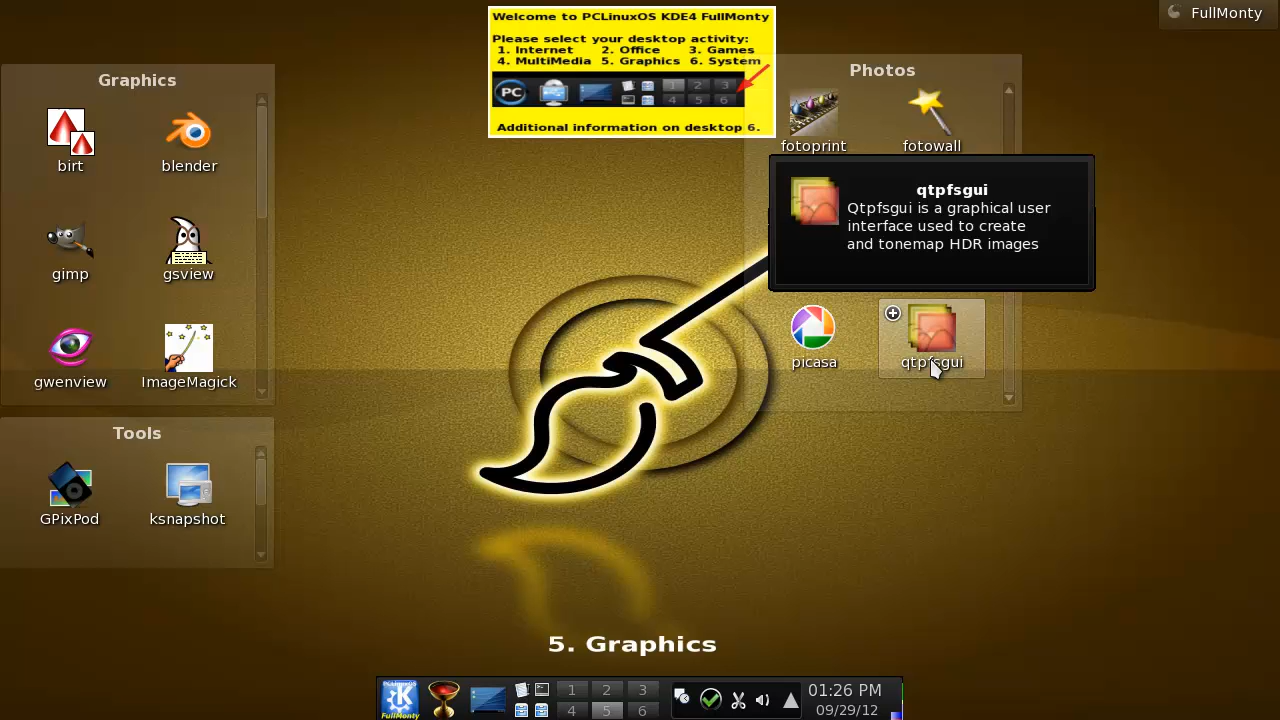 FullMonty
Welcome to PCLinuxOS KDE4 FullMonty
Please select your desktop activity:
1. Internet 2. Office 3. Games
4. MultiMedia 5. Graphics 6. System
PC 1 2 3
4 5 6
Additional information on desktop 6.
Graphics
birt blender
gimp gsview
gwenview ImageMagick
Tools
GPixPod ksnapshot
Photos
fotoprint fotowall
qtpfsgui
Qtpfsgui is a graphical user
interface used to create
and tonemap HDR images
picasa qtpfsgui
5. Graphics
PCLinuxOS
K
FullMonty
1 2 3
4 5 6
01:26 PM
09/29/12